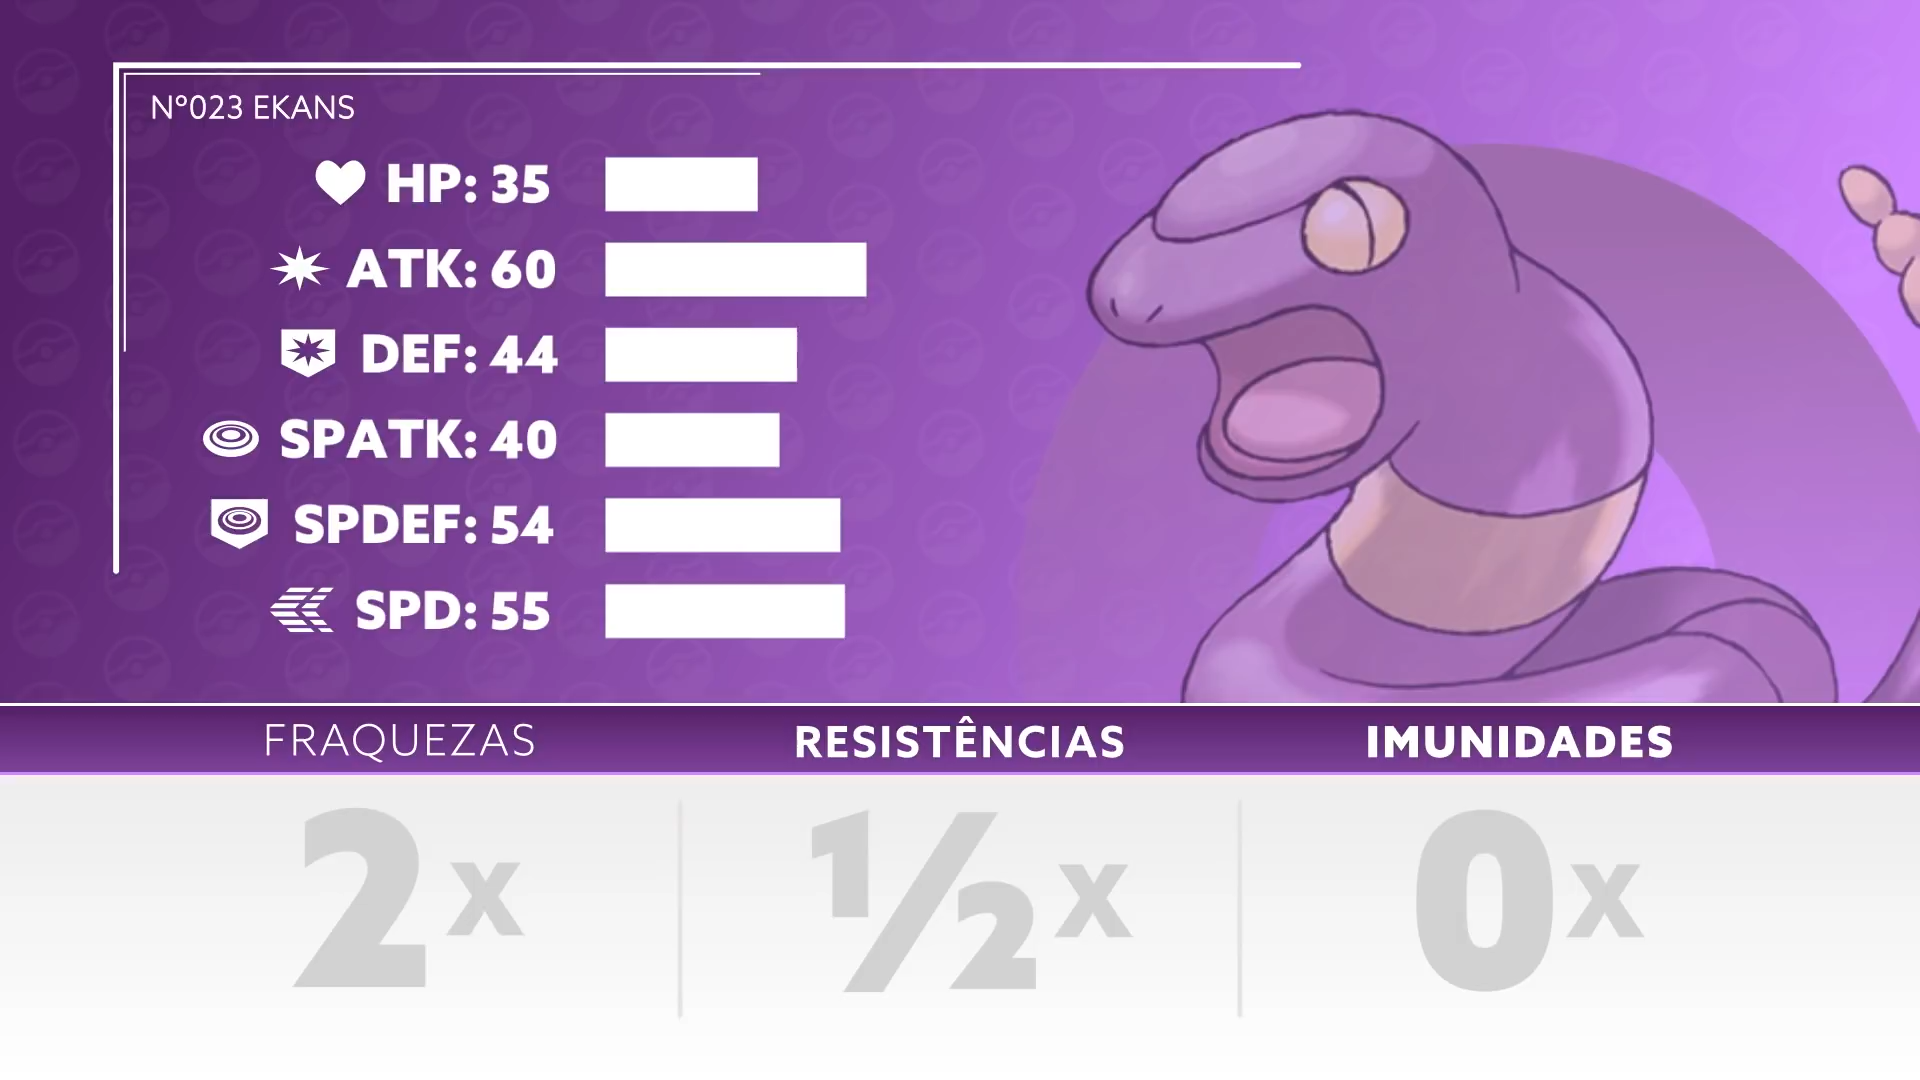 Nº023 EKANS
HP: 35
ATK: 60
DEF: 44
SPATK: 40
SPDEF: 54
SPD: 55
FRAQUEZAS RESISTÊNCIAS IMUNIDADES
2x ½x 0x